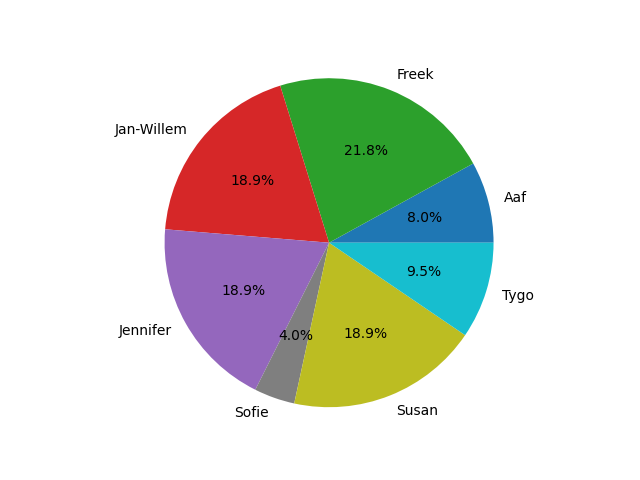 Freek
21.8%
Jan-Willem
18.9%
Aaf
8.0%
Jennifer
18.9%
Tygo
9.5%
Sofie
4.0%
Susan
18.9%